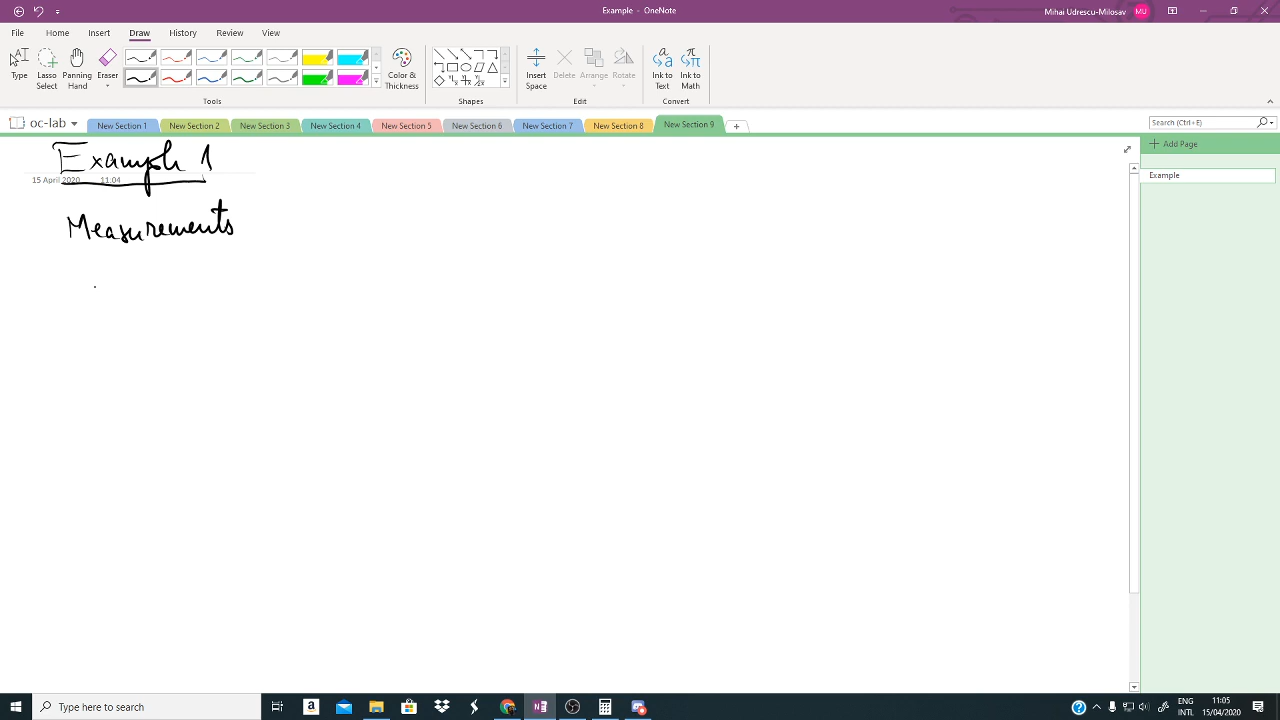 Example - OneNote
Mihai Udrescu-Milosav MU
File Home Insert Draw History Review View
Type Lasso Select Panning Hand Eraser Color & Thickness Insert Space Delete Arrange Rotate Ink to Text Ink to Math
Tools Shapes Edit Convert
oc-lab New Section 1 New Section 2 New Section 3 New Section 4 New Section 5 New Section 6 New Section 7 New Section 8 New Section 9 Search (Ctrl+E)
Add Page
Example
Example 1
15 April 2020 11:04
Measurements
Type here to search
ENG INTL
11:05
15/04/2020